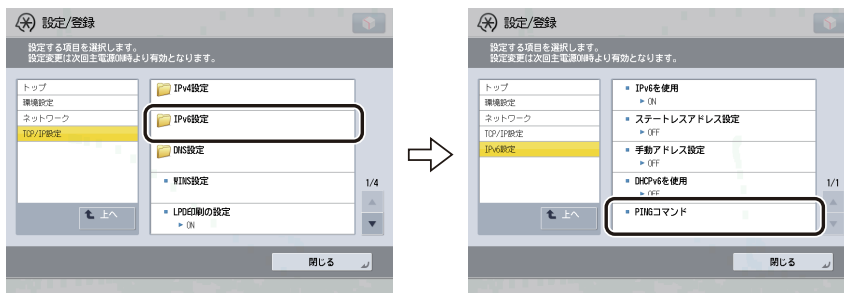 設定/登録
設定する項目を選択します。
設定変更は次回主電源ON時より有効となります。
トップ
環境設定
ネットワーク
TCP/IP設定
上へ
IPv4設定
IPv6設定
DNS設定
WINS設定
LPD印刷の設定
ON
1/4
閉じる
設定/登録
設定する項目を選択します。
設定変更は次回主電源ON時より有効となります。
トップ
環境設定
ネットワーク
TCP/IP設定
IPv6設定
上へ
IPv6を使用
ON
ステートレスアドレス設定
OFF
手動アドレス設定
OFF
DHCPv6を使用
OFF
PINGコマンド
1/1
閉じる